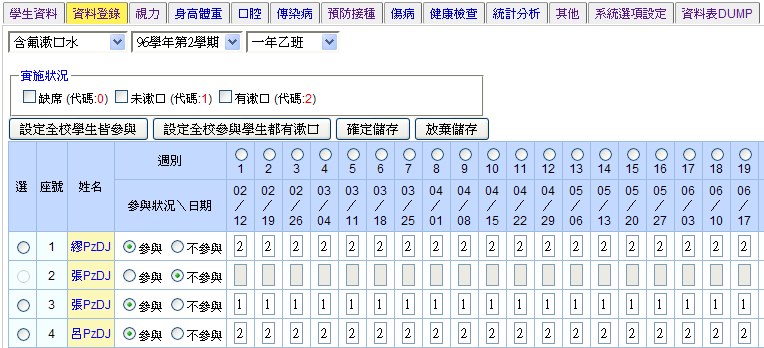 學生資料 資料登錄 視力 身高體重 口腔 傳染病 預防接種 傷病 健康檢查 統計分析 其他 系統選項設定 資料表DUMP
含氟漱口水 96學年第2學期 一年乙班
實施狀況
缺席 (代碼:0) 未漱口 (代碼:1) 有漱口 (代碼:2)
設定全校學生皆參與 設定全校參與學生都有漱口 確定儲存 放棄儲存
選 座號 姓名 週別 1 2 3 4 5 6 7 8 9 10 11 12 13 14 15 16 17 18 19
參與狀況＼日期 02/12 02/19 02/26 03/04 03/11 03/18 03/25 04/01 04/08 04/15 04/22 04/29 05/06 05/13 05/20 05/27 06/03 06/10 06/17
1 繆PzDJ 參與 不參與 2 2 2 2 2 2 2 2 2 2 2 2 2 2 2 2 2 2 2
2 張PzDJ 參與 不參與
3 張PzDJ 參與 不參與 1 1 1 1 1 1 1 1 1 1 1 1 1 1 1 1 1 1 1
4 呂PzDJ 參與 不參與 2 2 2 2 2 2 2 2 2 2 2 2 2 2 2 2 2 2 2